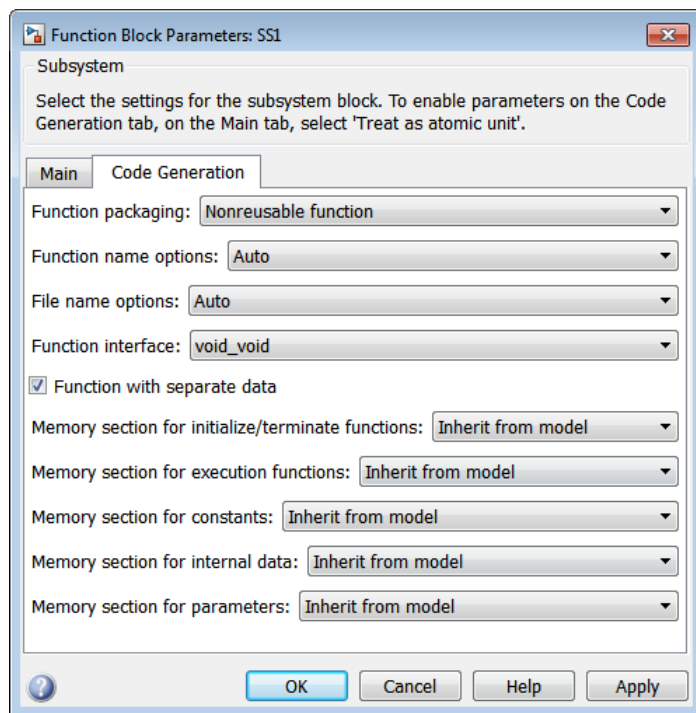 Function Block Parameters: SS1
Subsystem
Select the settings for the subsystem block. To enable parameters on the Code
Generation tab, on the Main tab, select 'Treat as atomic unit'.
Main Code Generation
Function packaging: Nonreusable function
Function name options: Auto
File name options: Auto
Function interface: void_void
Function with separate data
Memory section for initialize/terminate functions: Inherit from model
Memory section for execution functions: Inherit from model
Memory section for constants: Inherit from model
Memory section for internal data: Inherit from model
Memory section for parameters: Inherit from model
? OK Cancel Help Apply